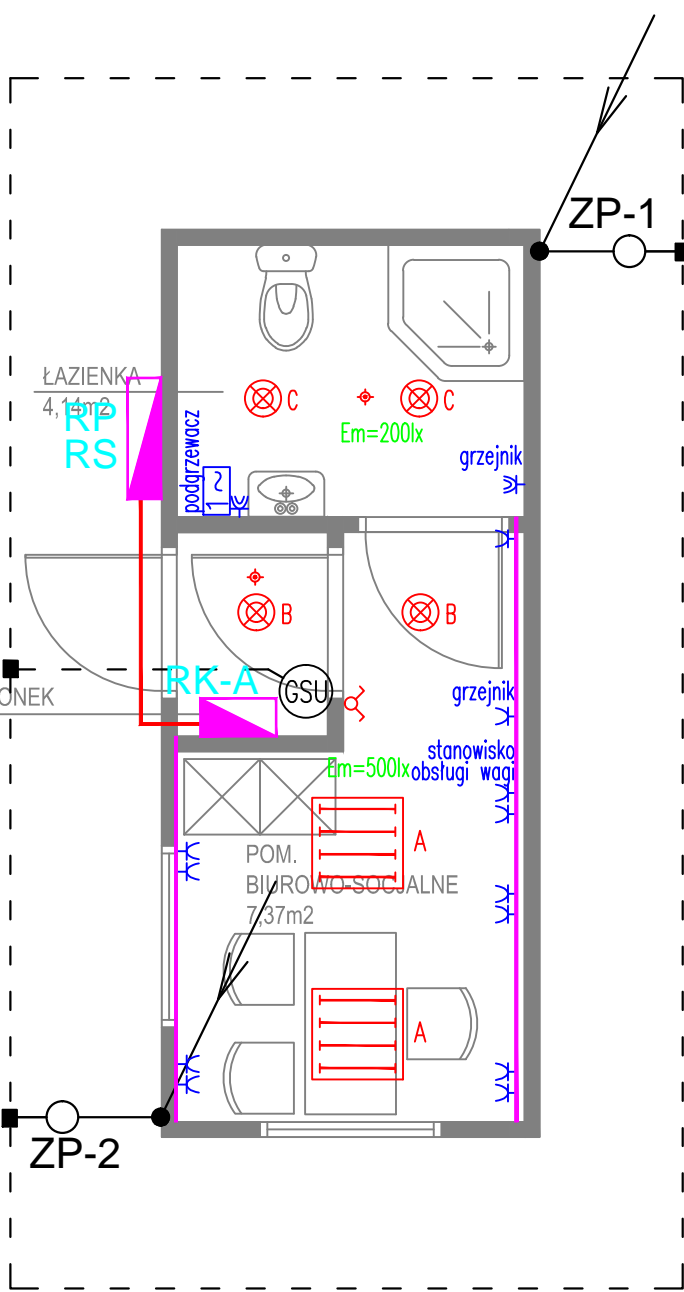 ZP-1
ŁAZIENKA
4,14m2
RP
RS
C
C
Em=200lx
podgrzewacz
1~
grzejnik
B
B
RK-A
GSU
ONEK
grzejnik
stanowisko
obsługi wagi
Em=500lx
A
POM.
BIUROWO-SOCJALNE
7,37m2
A
ZP-2